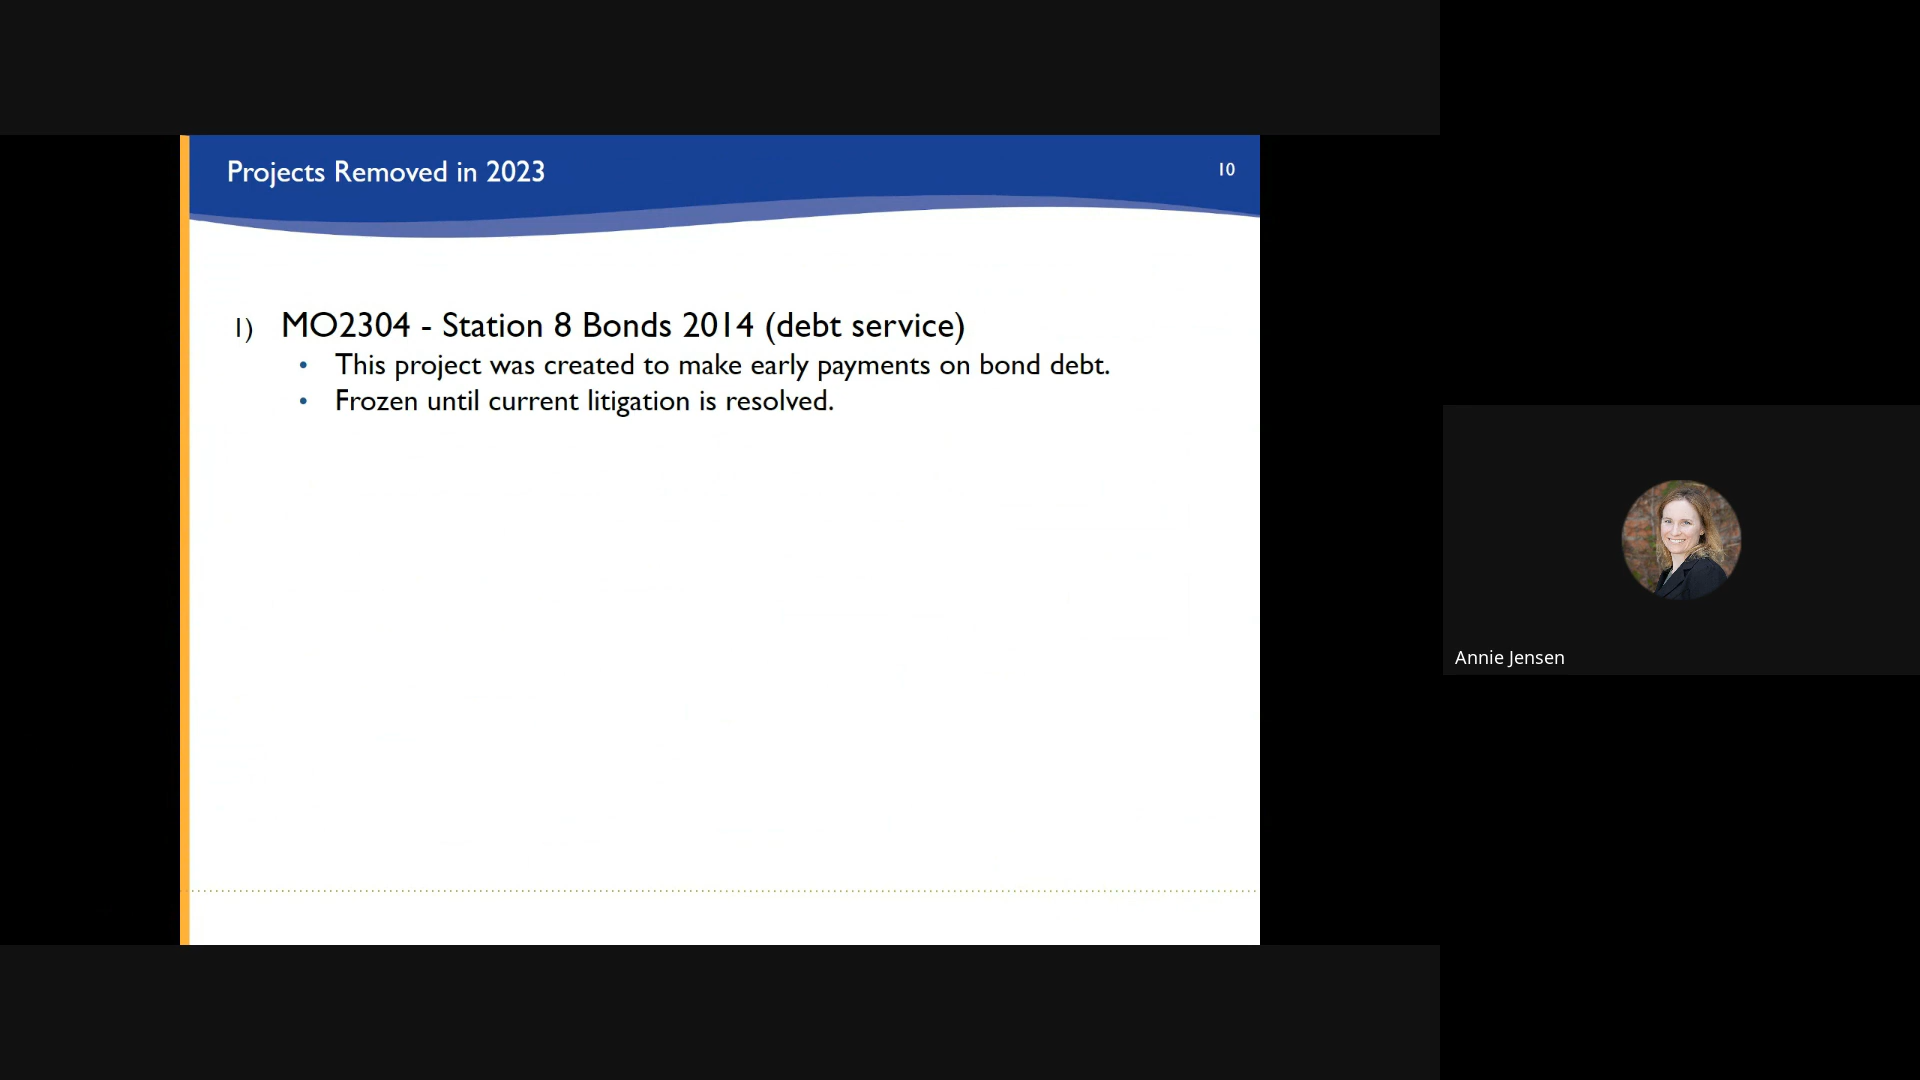 Projects Removed in 2023
10
1) MO2304 - Station 8 Bonds 2014 (debt service)
• This project was created to make early payments on bond debt.
• Frozen until current litigation is resolved.
Annie Jensen